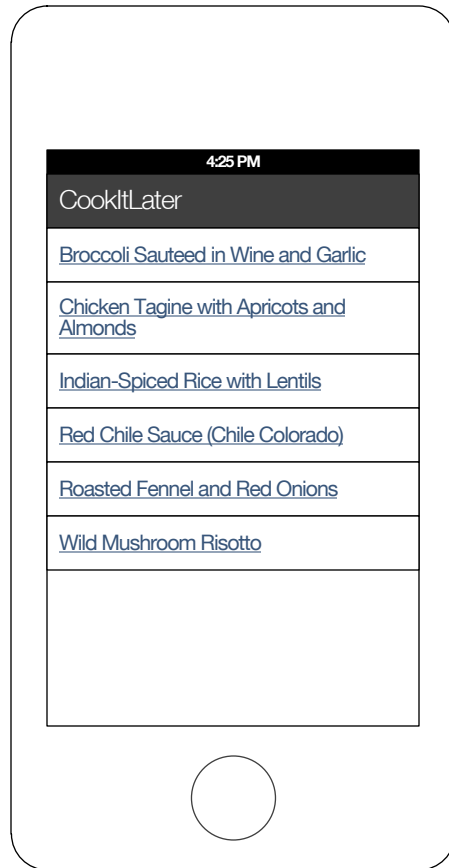 4:25 PM
CookItLater
Broccoli Sauteed in Wine and Garlic
Chicken Tagine with Apricots and
Almonds
Indian-Spiced Rice with Lentils
Red Chile Sauce (Chile Colorado)
Roasted Fennel and Red Onions
Wild Mushroom Risotto